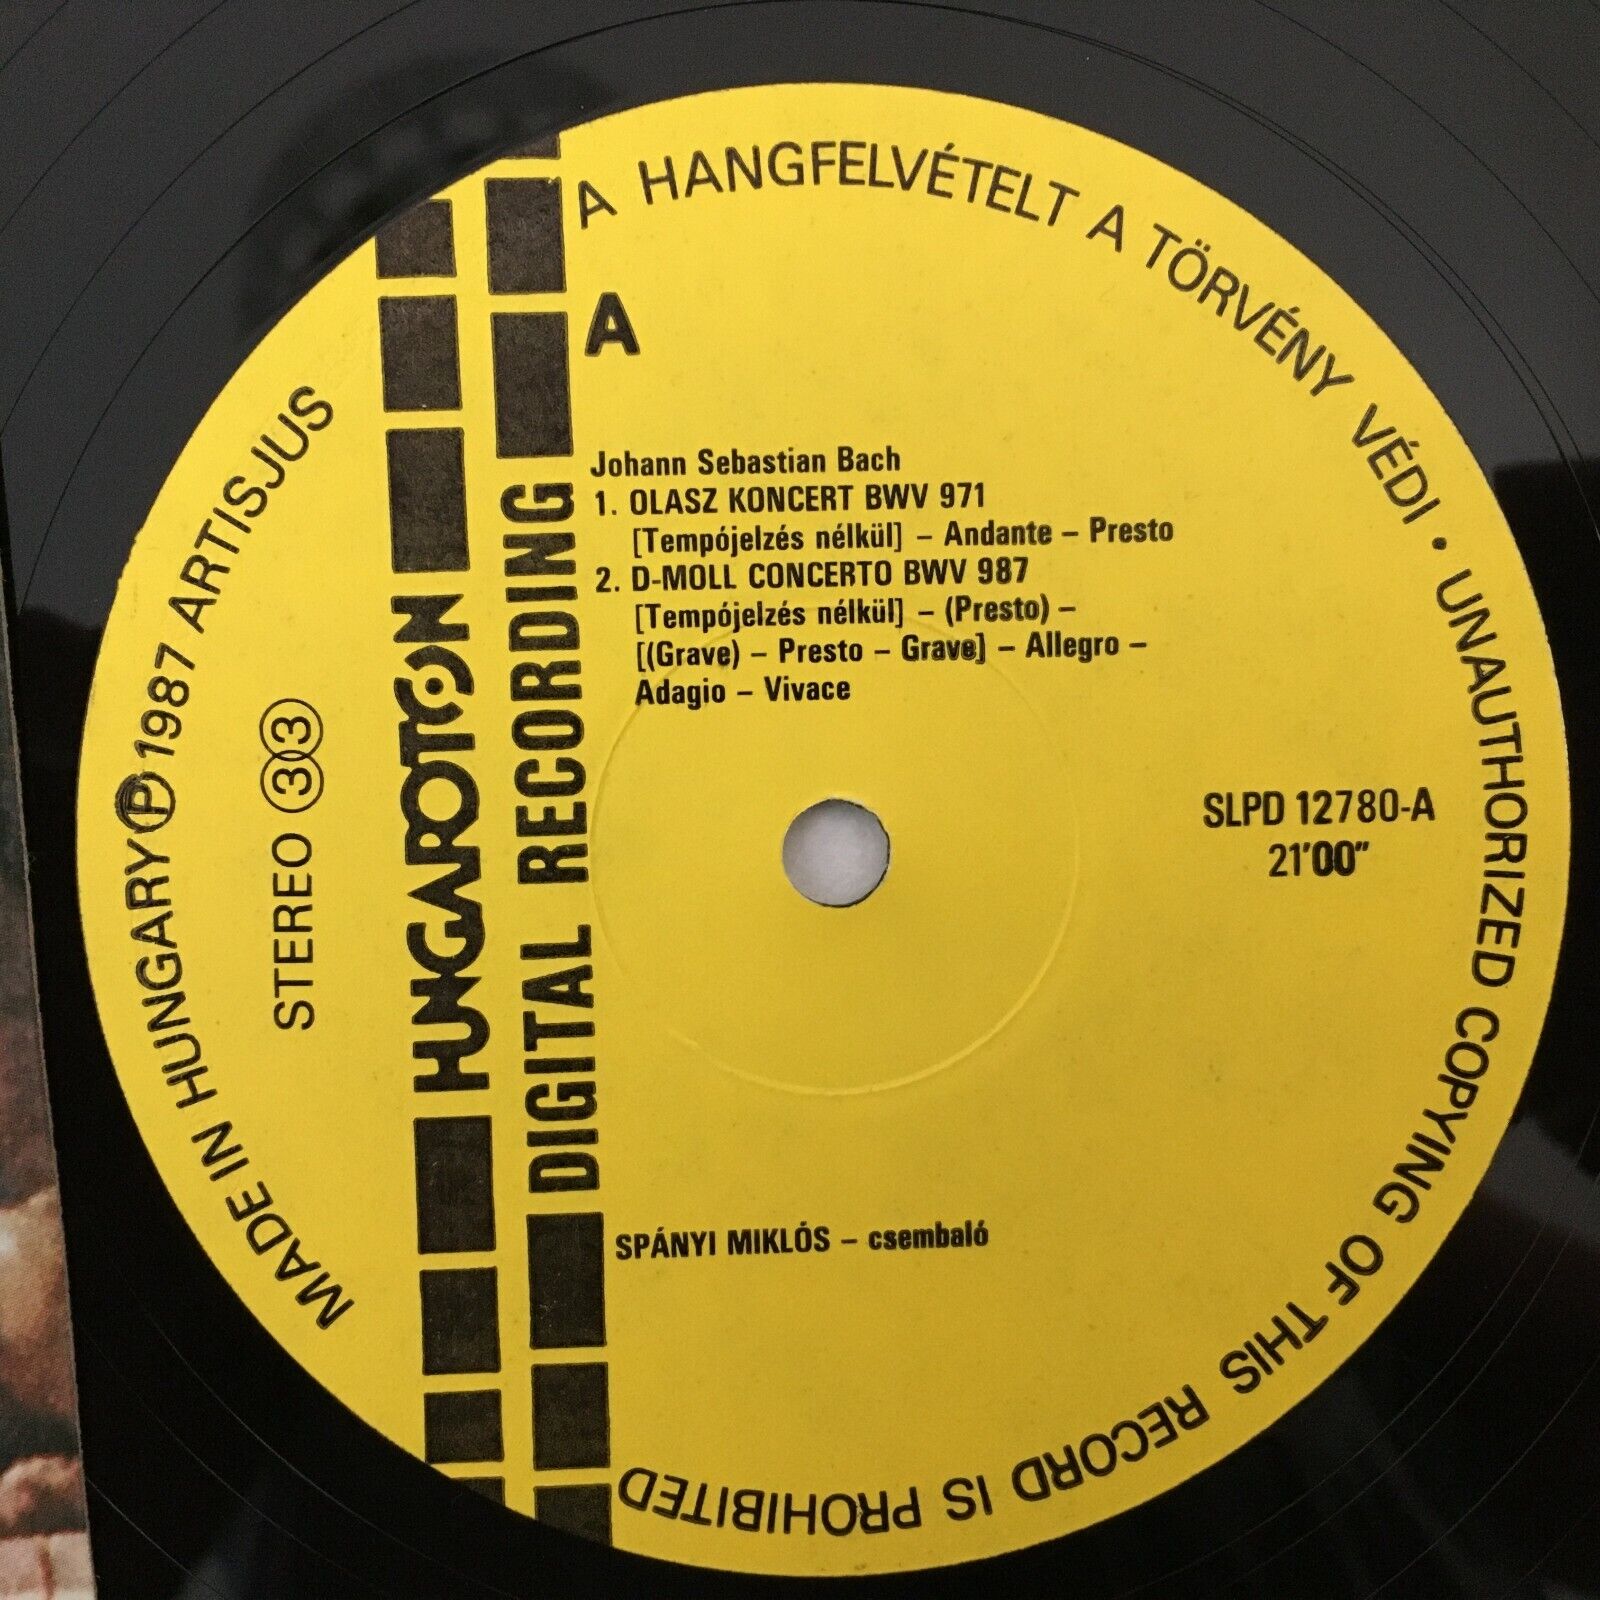 A HANGFELVÉTELT A TÖRVÉNY VÉDI • UNAUTHORIZED COPYING OF THIS RECORD IS PROHIBITED
MADE IN HUNGARY Ⓟ 1987 ARTISJUS
STEREO 33
HUNGAROTON
DIGITAL RECORDING
A
Johann Sebastian Bach
1. OLASZ KONCERT BWV 971
[Tempójelzés nélkül] – Andante – Presto
2. D-MOLL CONCERTO BWV 987
[Tempójelzés nélkül] – (Presto) –
[(Grave) – Presto – Grave] – Allegro –
Adagio – Vivace
SLPD 12780-A
21'00"
SPÁNYI MIKLÓS – csembaló